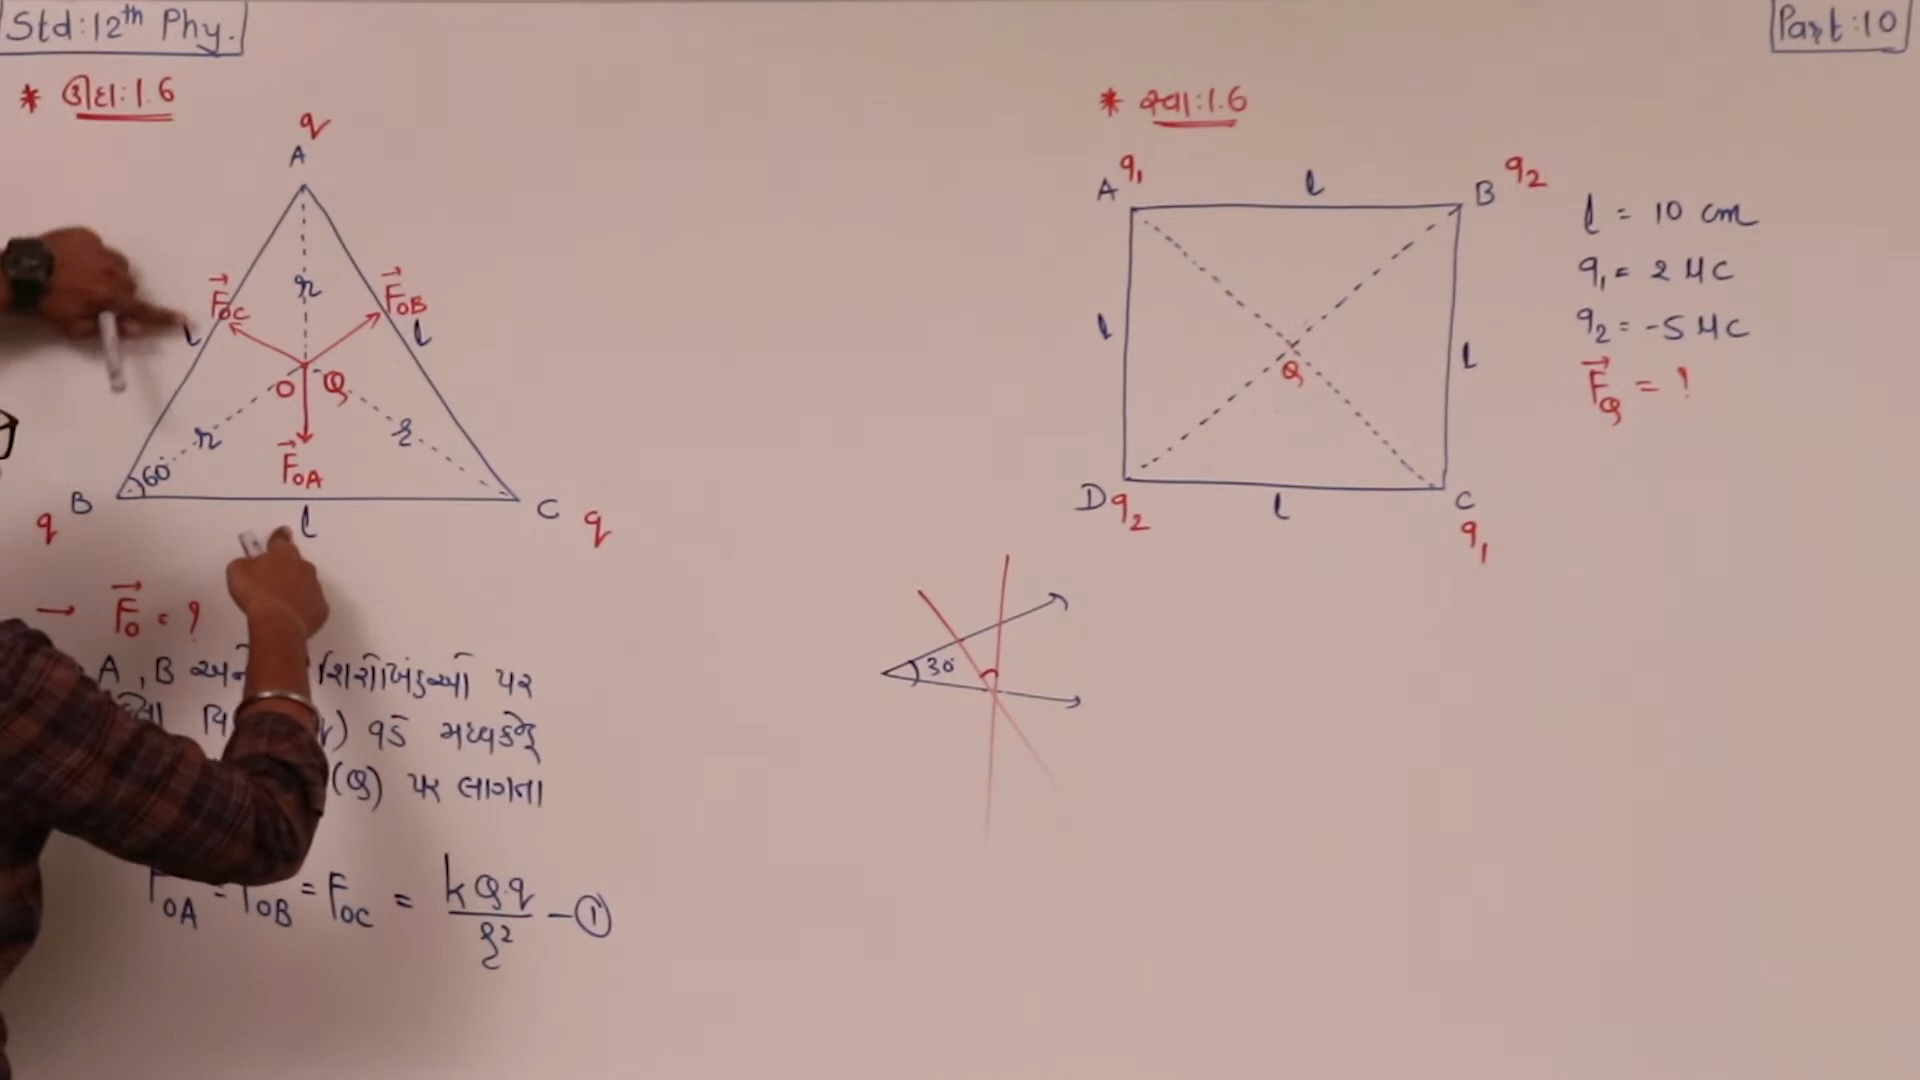 Std:12th Phy.
Part:10
* ઉદા:1.6
q
A
r
F⃗OC
F⃗OB
l
l
O Q
r
r
60°
F⃗OA
B
C
q
l
q
→ F⃗O = ?
A, B અને શિરોબિંદુઓ પર
વડે મધ્યકેન્દ્રે
(Q) પર લાગતા
FOA = FOB = FOC = kQq/r² —①
* સ્વા:1.6
A q₁
l
B q₂
l
l
Q
D q₂
l
C
q₁
l = 10 cm
q₁ = 2 μC
q₂ = -5 μC
F⃗Q = ?
30°